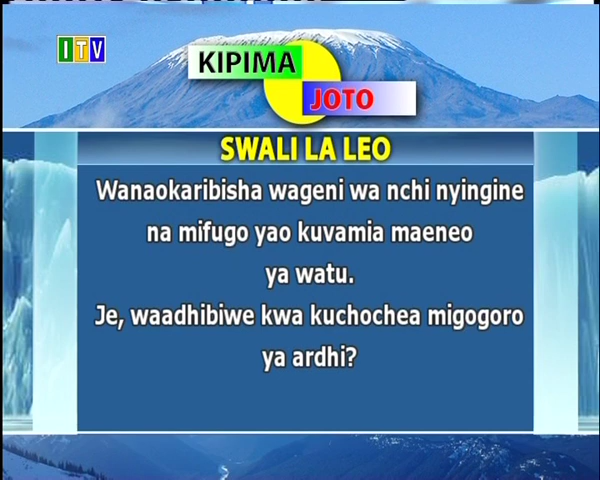 ITV
KIPIMA
JOTO
SWALI LA LEO
Wanaokaribisha wageni wa nchi nyingine
na mifugo yao kuvamia maeneo
ya watu.
Je, waadhibiwe kwa kuchochea migogoro
ya ardhi?